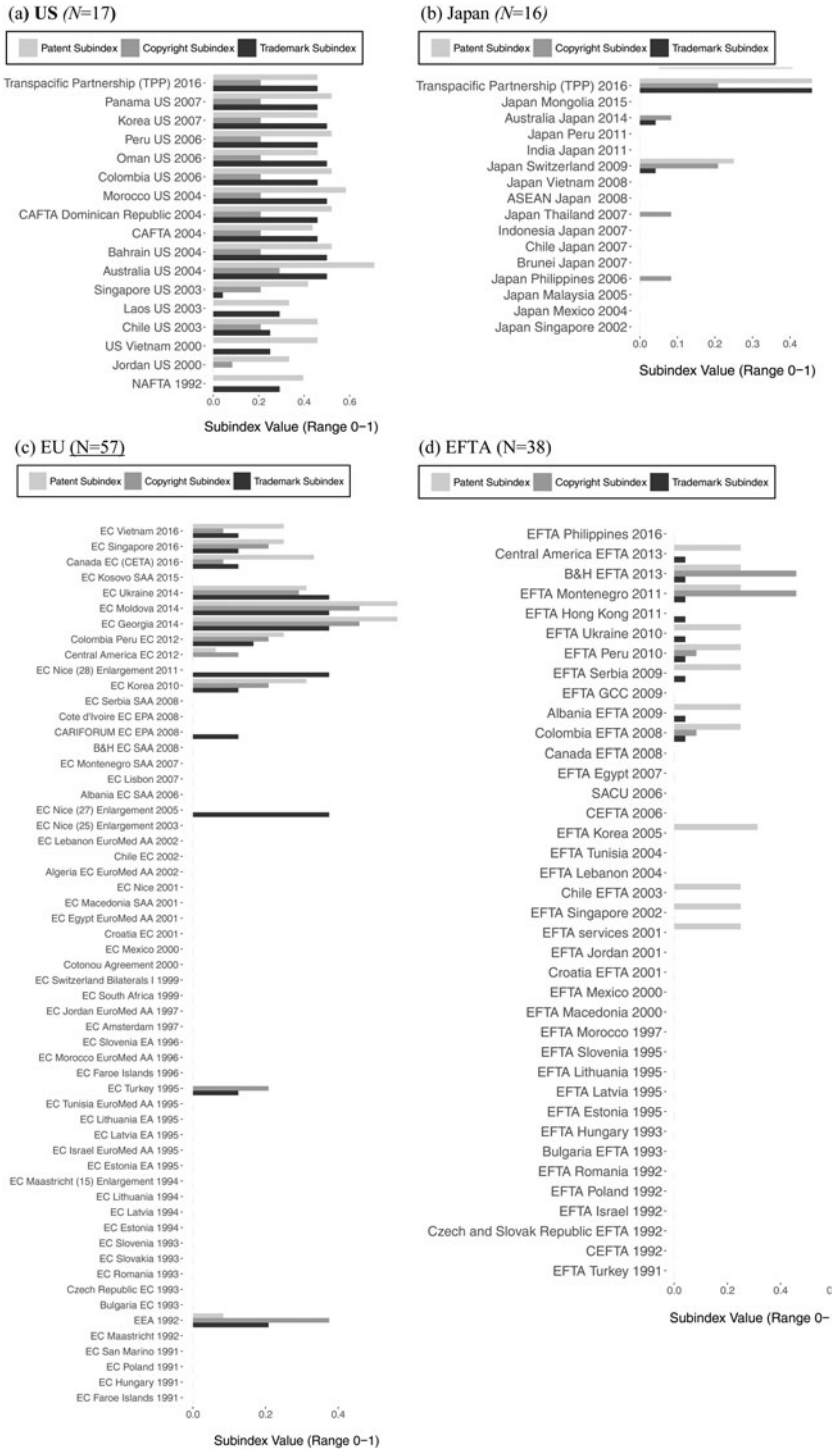 (a) US (N=17)
Patent Subindex Copyright Subindex Trademark Subindex
Transpacific Partnership (TPP) 2016
Panama US 2007
Korea US 2007
Peru US 2006
Oman US 2006
Colombia US 2006
Morocco US 2004
CAFTA Dominican Republic 2004
CAFTA 2004
Bahrain US 2004
Australia US 2004
Singapore US 2003
Laos US 2003
Chile US 2003
US Vietnam 2000
Jordan US 2000
NAFTA 1992
0.0 0.2 0.4 0.6
Subindex Value (Range 0–1)
(b) Japan (N=16)
Patent Subindex Copyright Subindex Trademark Subindex
Transpacific Partnership (TPP) 2016
Japan Mongolia 2015
Australia Japan 2014
Japan Peru 2011
India Japan 2011
Japan Switzerland 2009
Japan Vietnam 2008
ASEAN Japan 2008
Japan Thailand 2007
Indonesia Japan 2007
Chile Japan 2007
Brunei Japan 2007
Japan Philippines 2006
Japan Malaysia 2005
Japan Mexico 2004
Japan Singapore 2002
0.0 0.1 0.2 0.3 0.4
Subindex Value (Range 0–1)
(c) EU (N=57)
Patent Subindex Copyright Subindex Trademark Subindex
EC Vietnam 2016
EC Singapore 2016
Canada EC (CETA) 2016
EC Kosovo SAA 2015
EC Ukraine 2014
EC Moldova 2014
EC Georgia 2014
Colombia Peru EC 2012
Central America EC 2012
EC Nice (28) Enlargement 2011
EC Korea 2010
EC Serbia SAA 2008
Cote d'Ivoire EC EPA 2008
CARIFORUM EC EPA 2008
B&H EC SAA 2008
EC Montenegro SAA 2007
EC Lisbon 2007
Albania EC SAA 2006
EC Nice (27) Enlargement 2005
EC Nice (25) Enlargement 2003
EC Lebanon EuroMed AA 2002
Chile EC 2002
Algeria EC EuroMed AA 2002
EC Nice 2001
EC Macedonia SAA 2001
EC Egypt EuroMed AA 2001
Croatia EC 2001
EC Mexico 2000
Cotonou Agreement 2000
EC Switzerland Bilaterals I 1999
EC South Africa 1999
EC Jordan EuroMed AA 1997
EC Amsterdam 1997
EC Slovenia EA 1996
EC Morocco EuroMed AA 1996
EC Faroe Islands 1996
EC Turkey 1995
EC Tunisia EuroMed AA 1995
EC Lithuania EA 1995
EC Latvia EA 1995
EC Israel EuroMed AA 1995
EC Estonia EA 1995
EC Maastricht (15) Enlargement 1994
EC Lithuania 1994
EC Latvia 1994
EC Estonia 1994
EC Slovenia 1993
EC Slovakia 1993
EC Romania 1993
Czech Republic EC 1993
Bulgaria EC 1993
EEA 1992
EC Maastricht 1992
EC San Marino 1991
EC Poland 1991
EC Hungary 1991
EC Faroe Islands 1991
0.0 0.2 0.4
Subindex Value (Range 0–1)
(d) EFTA (N=38)
Patent Subindex Copyright Subindex Trademark Subindex
EFTA Philippines 2016
Central America EFTA 2013
B&H EFTA 2013
EFTA Montenegro 2011
EFTA Hong Kong 2011
EFTA Ukraine 2010
EFTA Peru 2010
EFTA Serbia 2009
EFTA GCC 2009
Albania EFTA 2009
Colombia EFTA 2008
Canada EFTA 2008
EFTA Egypt 2007
SACU 2006
CEFTA 2006
EFTA Korea 2005
EFTA Tunisia 2004
EFTA Lebanon 2004
Chile EFTA 2003
EFTA Singapore 2002
EFTA services 2001
EFTA Jordan 2001
Croatia EFTA 2001
EFTA Mexico 2000
EFTA Macedonia 2000
EFTA Morocco 1997
EFTA Slovenia 1995
EFTA Lithuania 1995
EFTA Latvia 1995
EFTA Estonia 1995
EFTA Hungary 1993
Bulgaria EFTA 1993
EFTA Romania 1992
EFTA Poland 1992
EFTA Israel 1992
Czech and Slovak Republic EFTA 1992
CEFTA 1992
EFTA Turkey 1991
0.0 0.2 0.4
Subindex Value (Range 0–